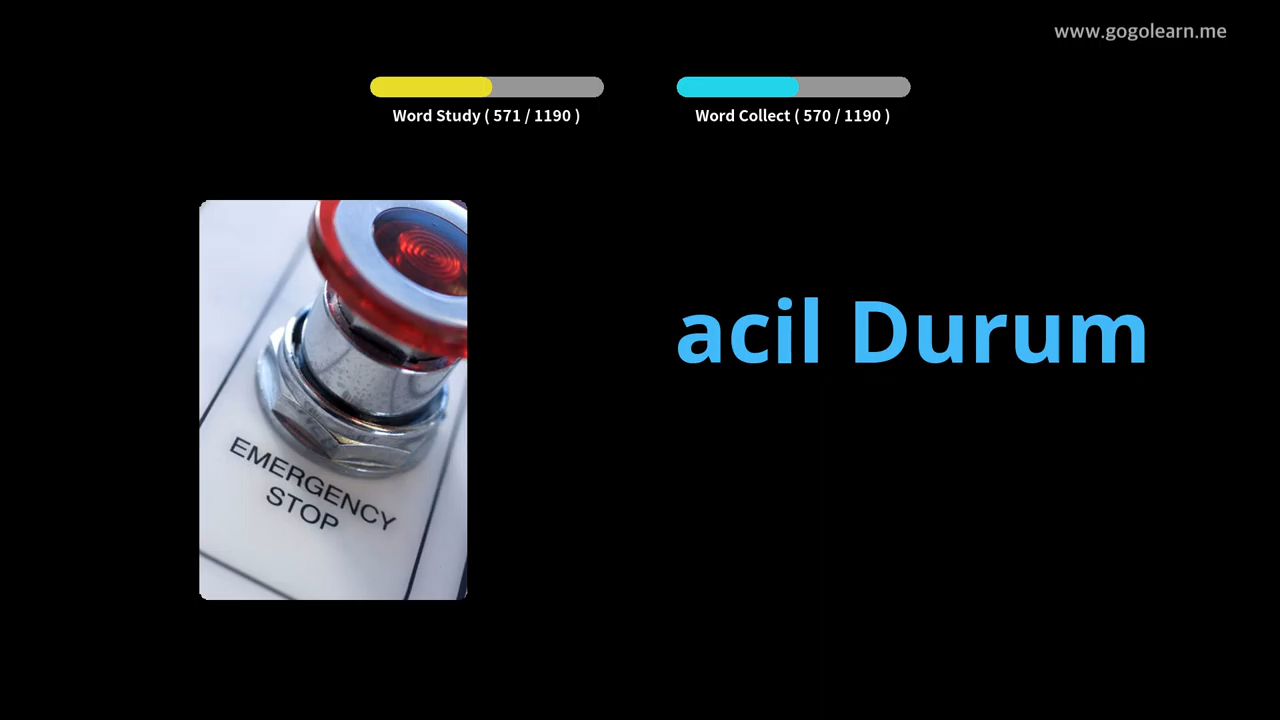 www.gogolearn.me
Word Study ( 571 / 1190 )
Word Collect ( 570 / 1190 )
acil Durum
EMERGENCY
STOP